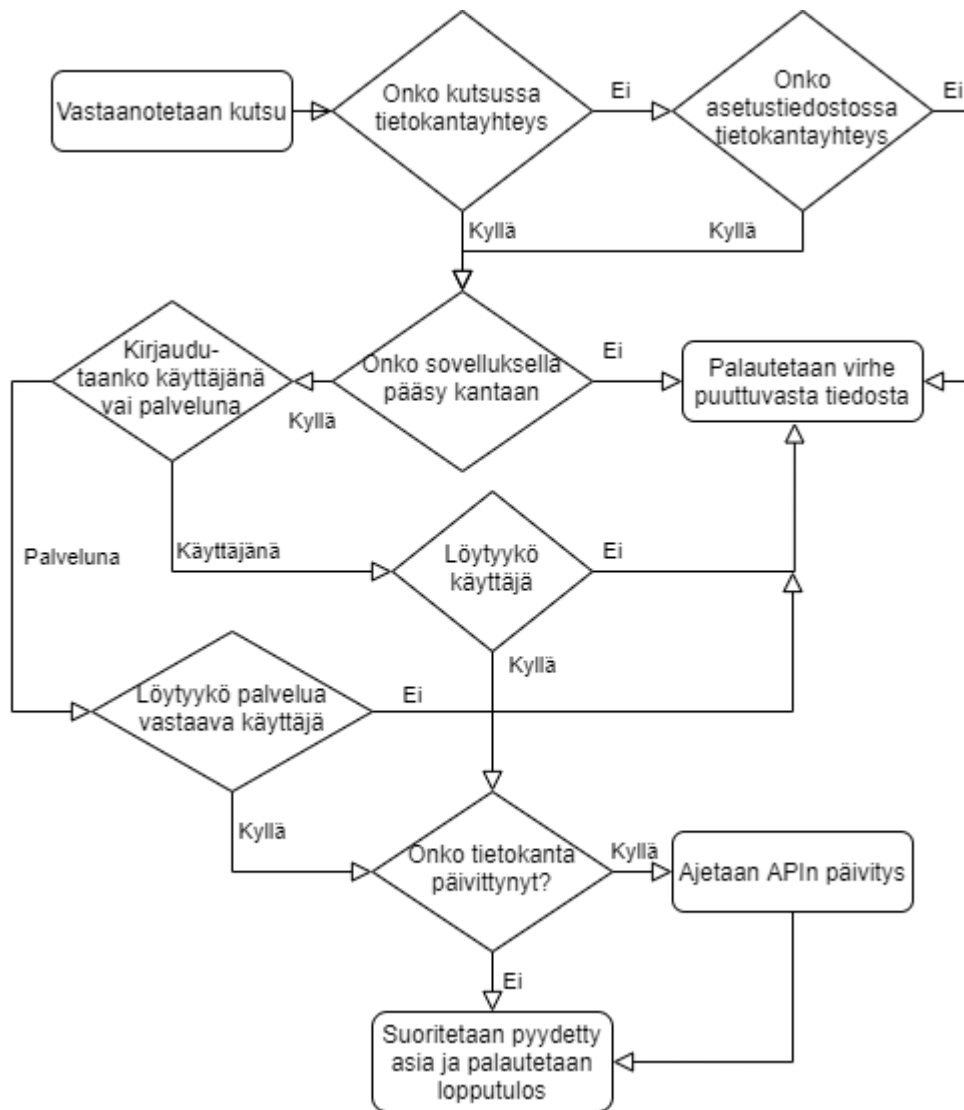 Vastaanotetaan kutsu
Onko kutsussa
tietokantayhteys
Ei
Onko
asetustiedostossa
tietokantayhteys
Ei
Kyllä
Kyllä
Kirjaudu-
taanko käyttäjänä
vai palveluna
Kyllä
Onko sovelluksella
pääsy kantaan
Ei
Palautetaan virhe
puuttuvasta tiedosta
Palveluna
Käyttäjänä
Löytyykö
käyttäjä
Ei
Kyllä
Löytyykö palvelua
vastaava käyttäjä
Ei
Kyllä
Onko tietokanta
päivittynyt?
Kyllä
Ajetaan APIn päivitys
Ei
Suoritetaan pyydetty
asia ja palautetaan
lopputulos